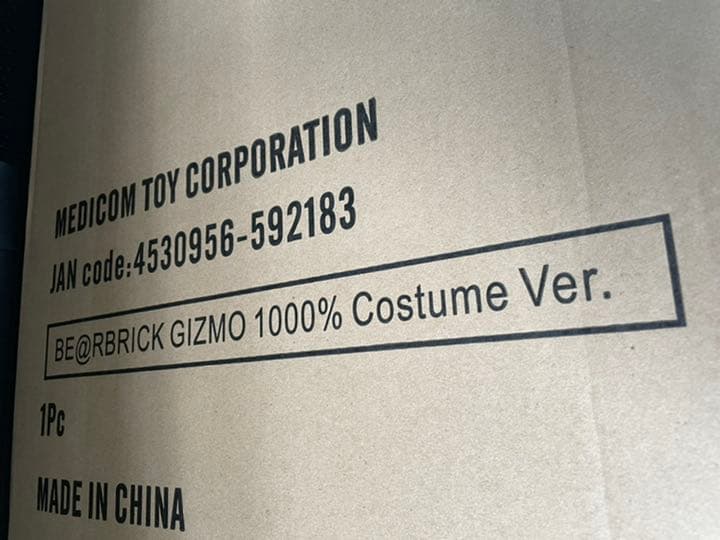 MEDICOM TOY CORPORATION
JAN code:4530956-592183
BE@RBRICK GIZMO 1000% Costume Ver.
1Pc
MADE IN CHINA